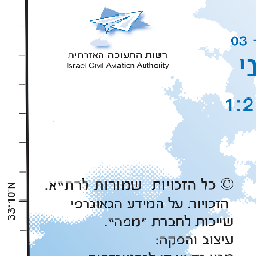 רשות התעופה האזרחית
Israel Civil Aviation Authority
03
1:2
© כל הזכויות שמורות לרת״א.
הזכויות על המידע הגאוגרפי
שייכות לחברת ״מפה״.
עיצוב והפקה:
33°10 N